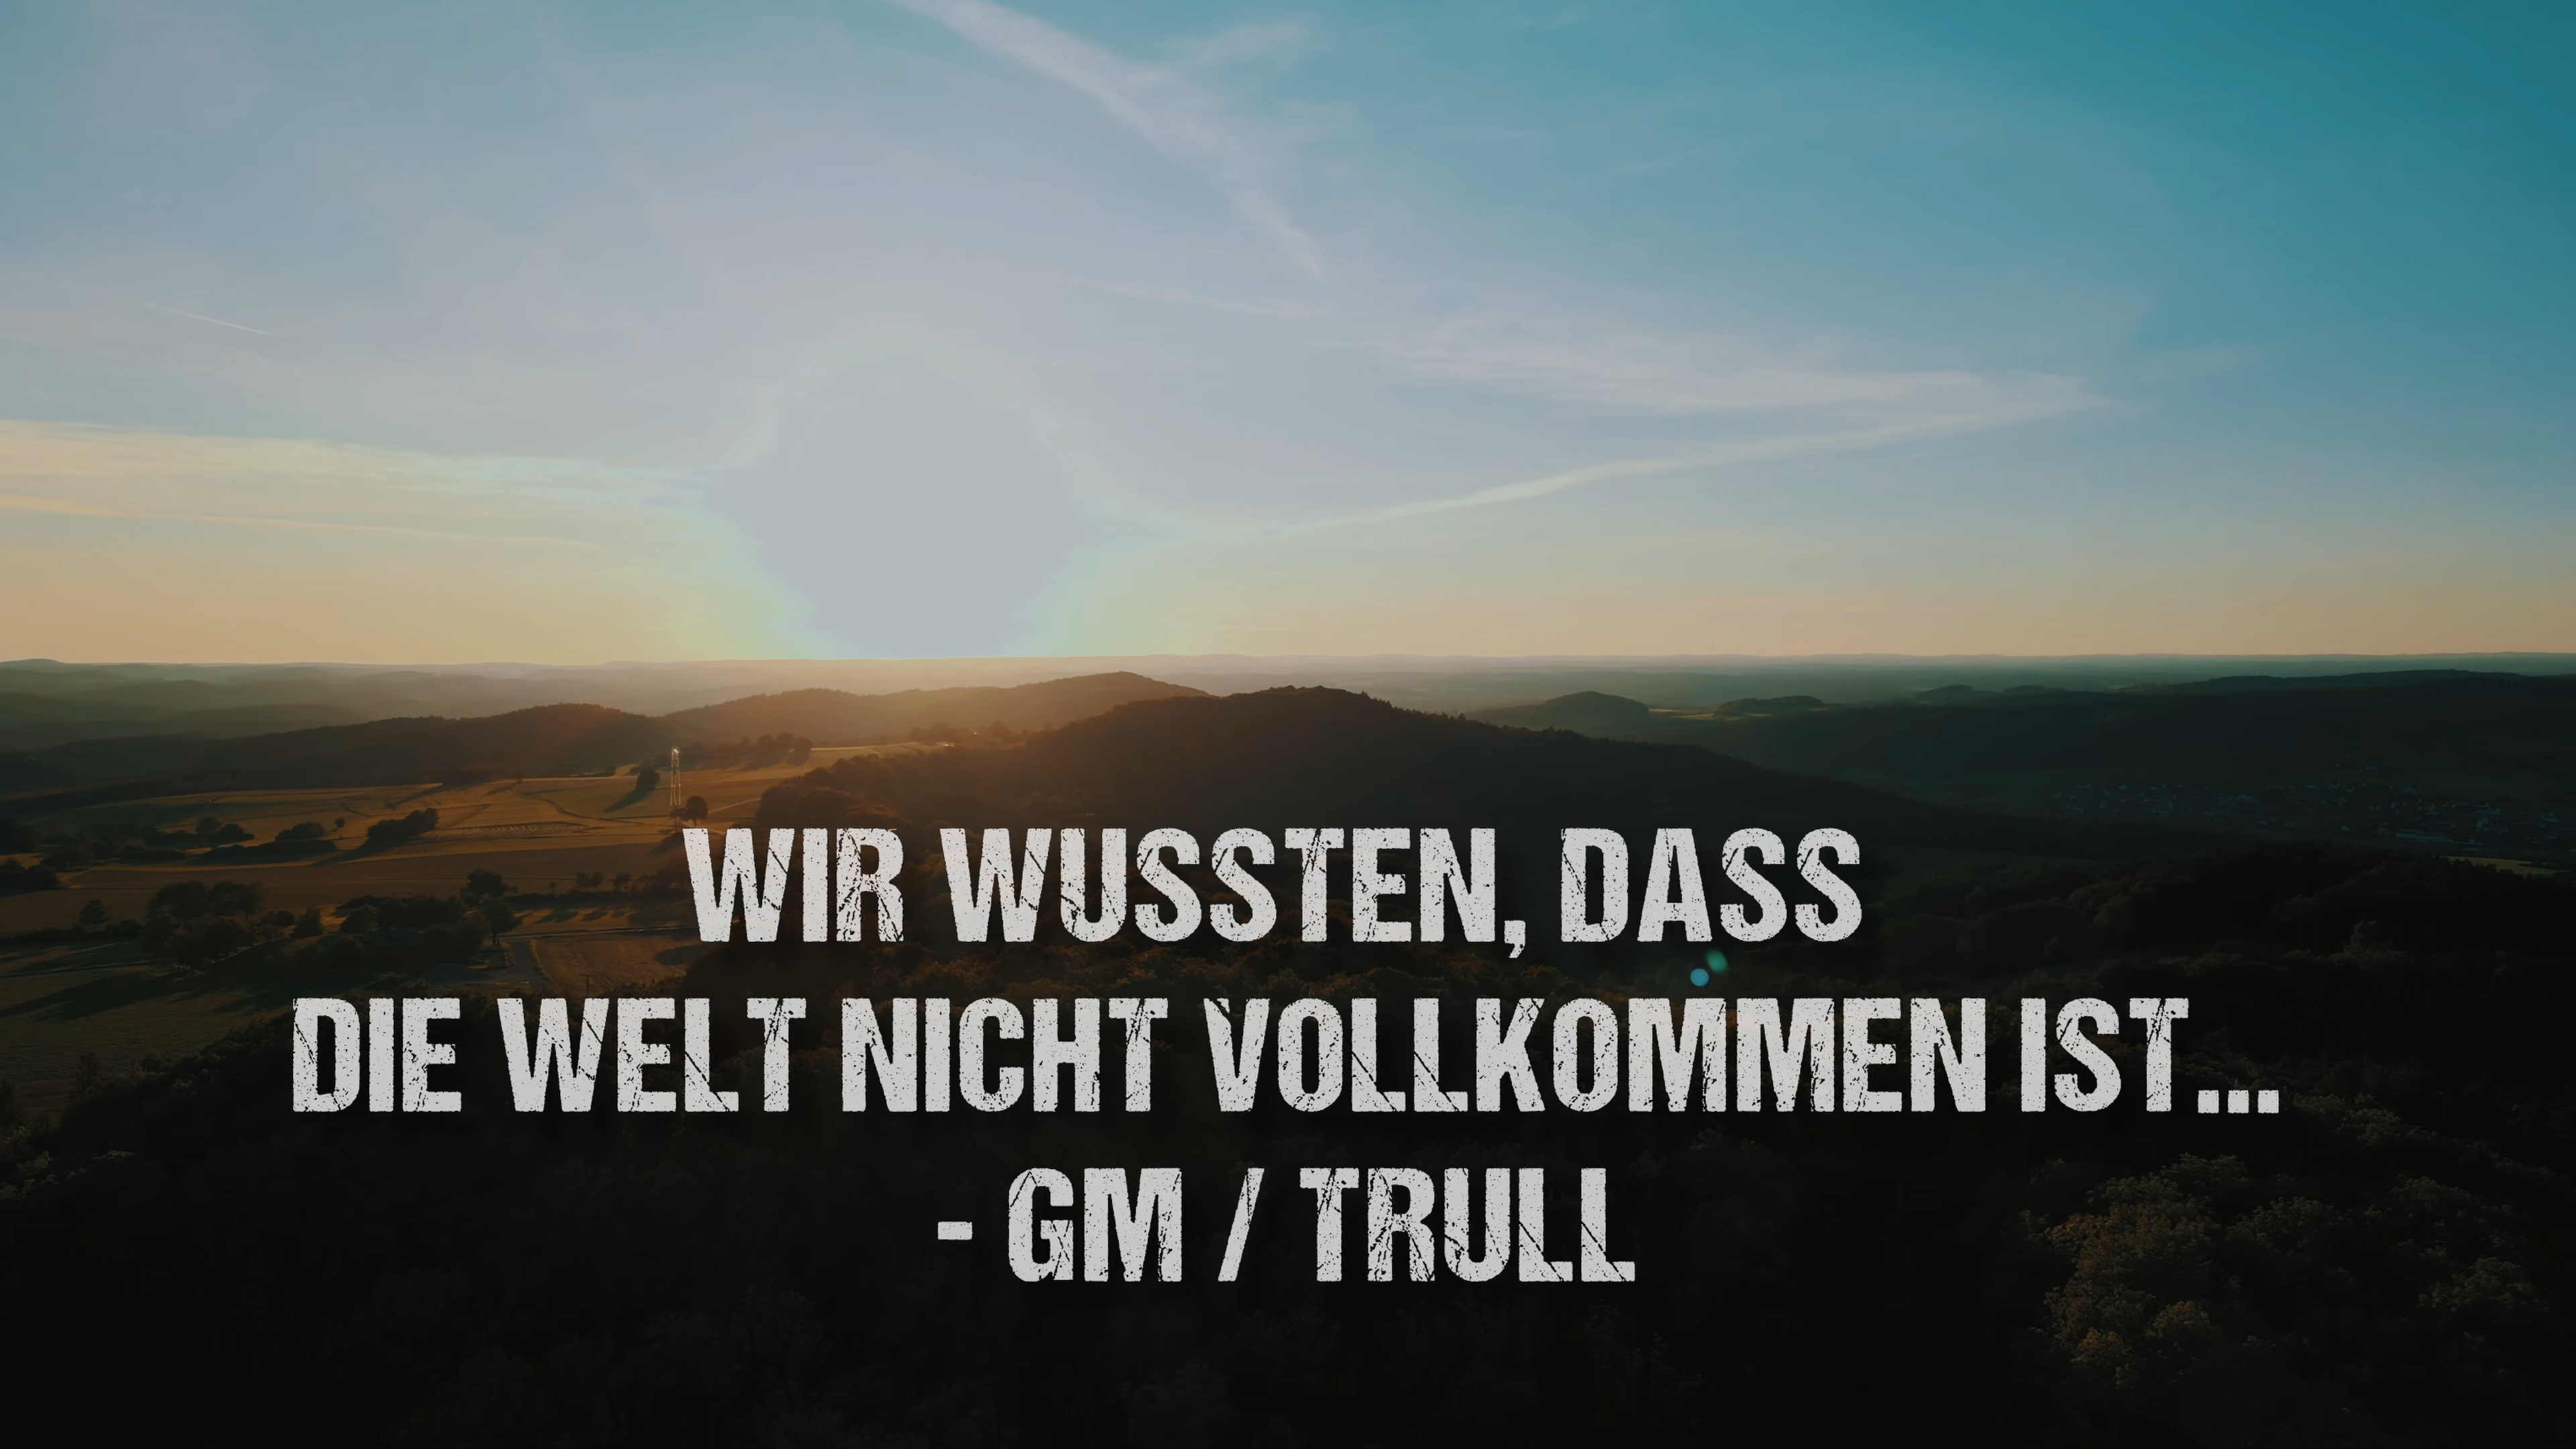 WIR WUSSTEN, DASS
DIE WELT NICHT VOLLKOMMEN IST...
- GM / TRULL